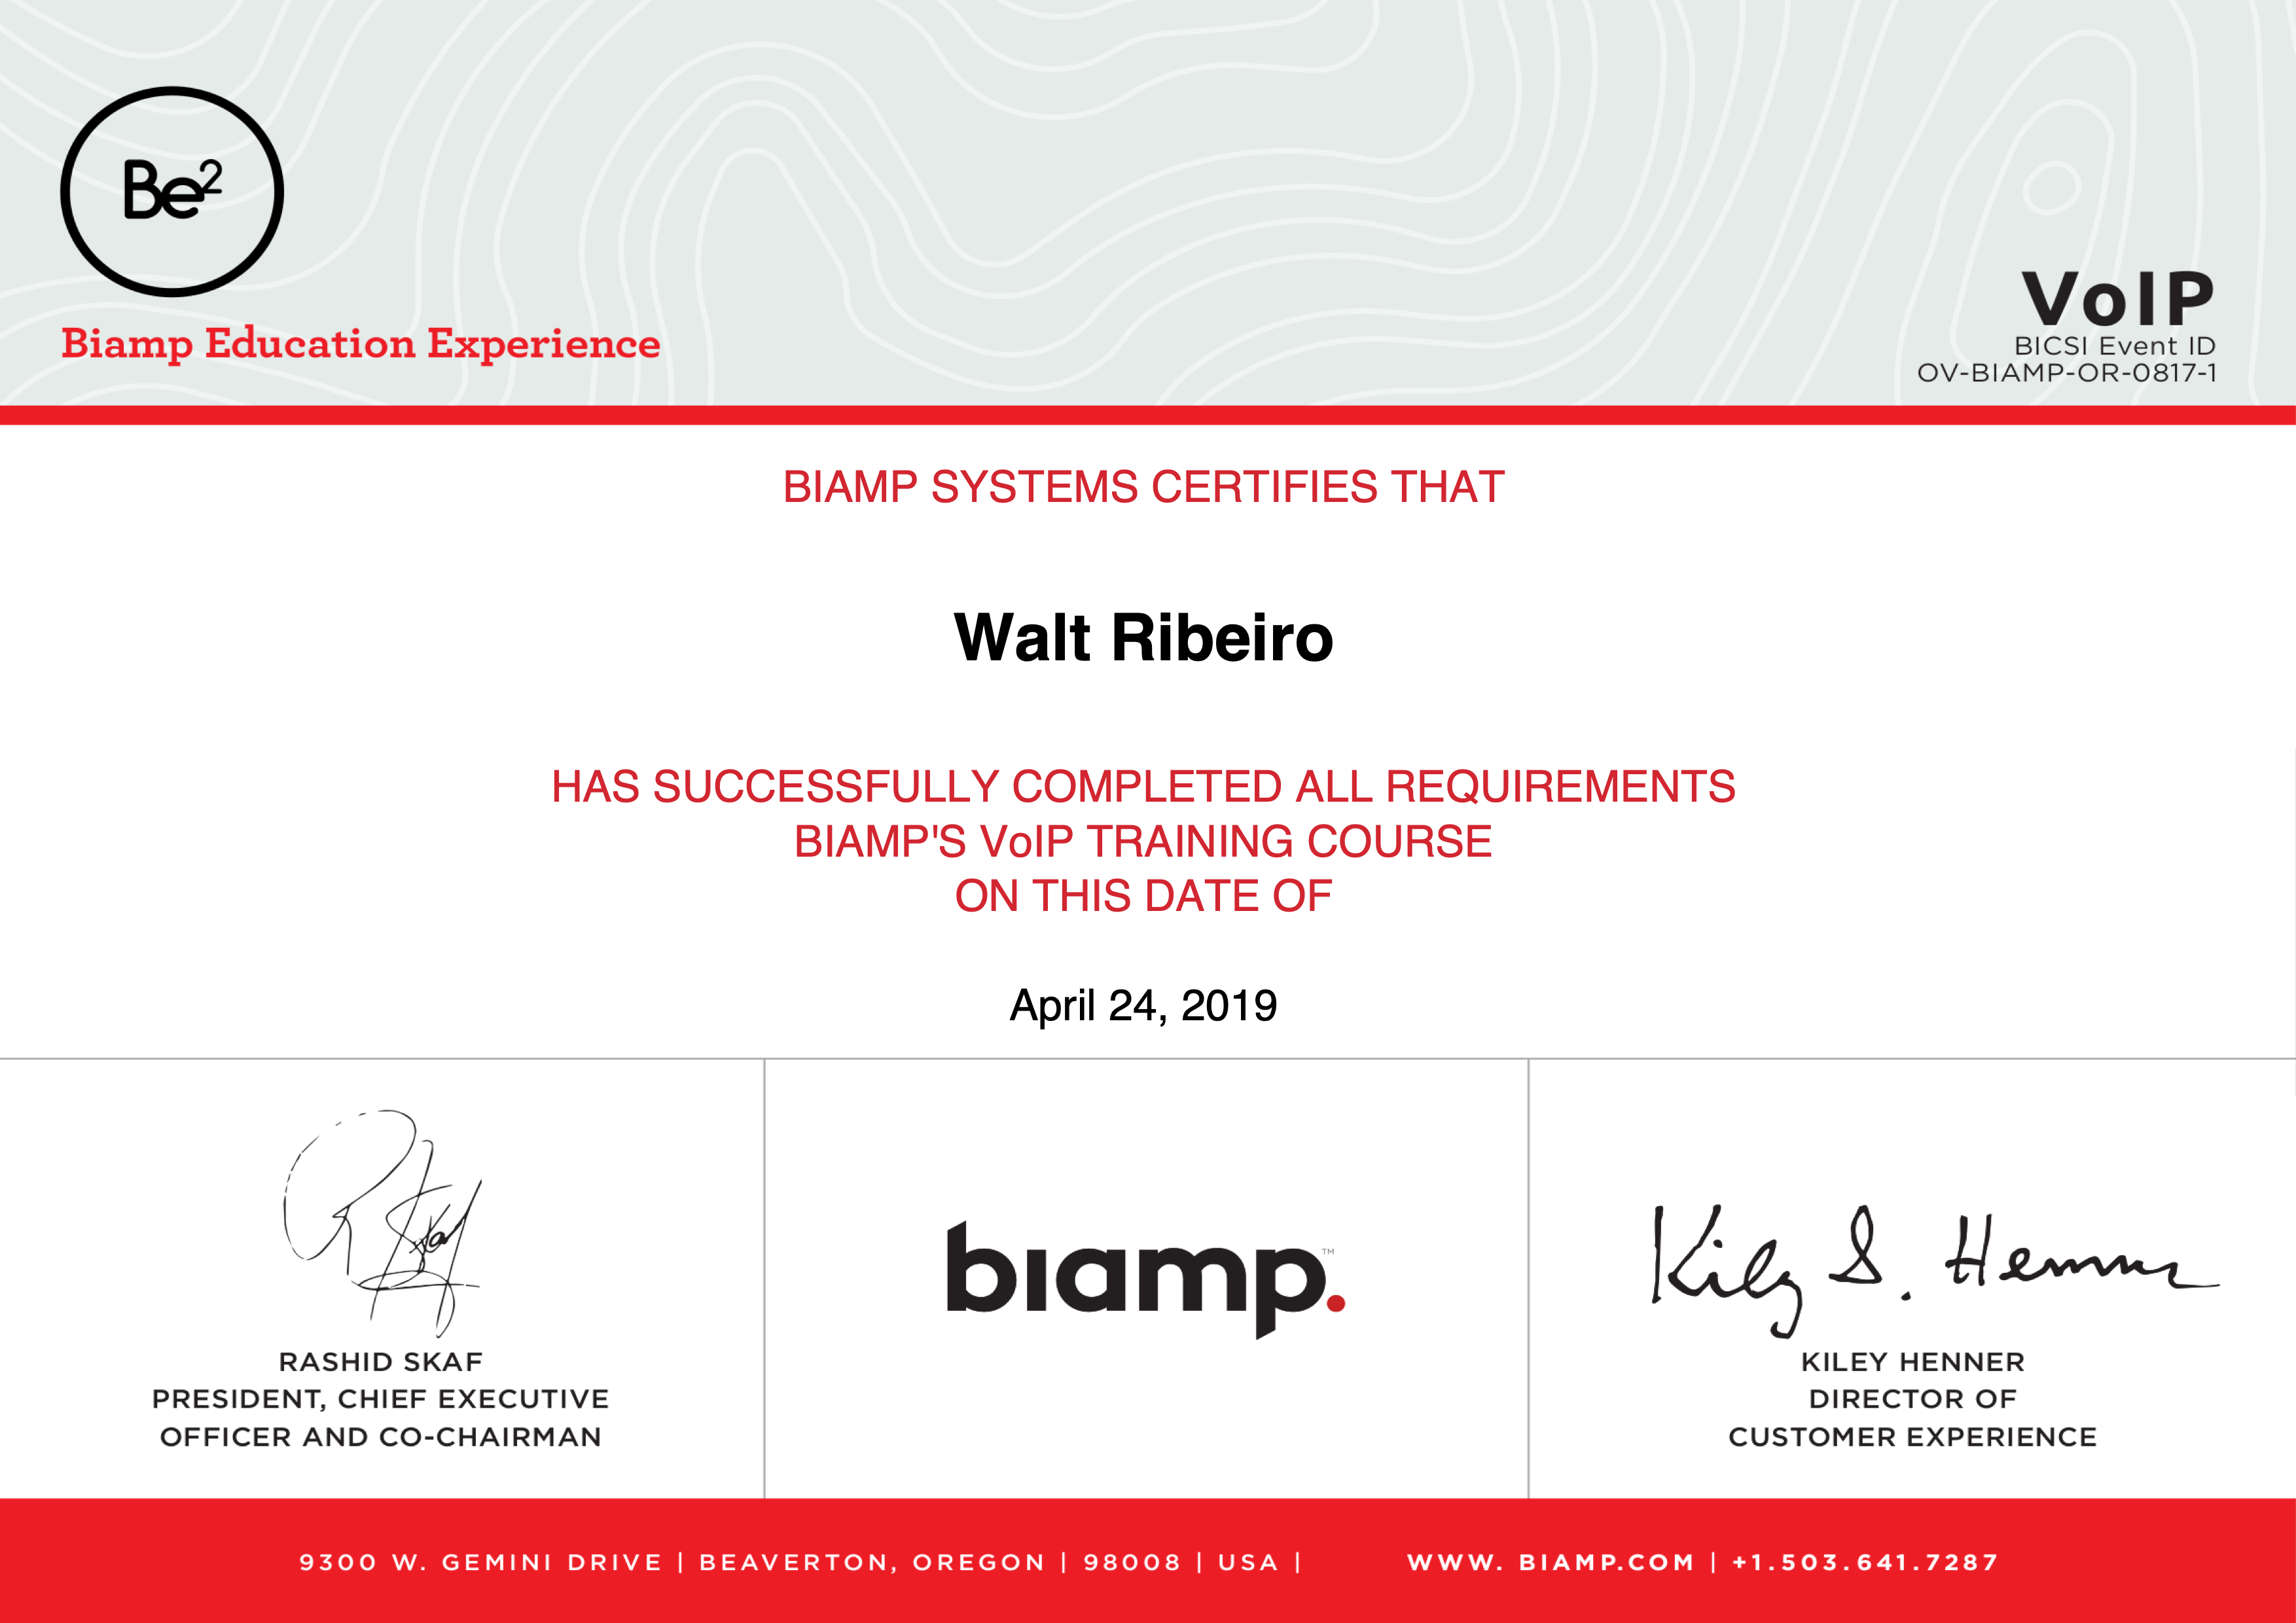 Be2
Biamp Education Experience
VoIP
BICSI Event ID
OV-BIAMP-OR-0817-1
BIAMP SYSTEMS CERTIFIES THAT
Walt Ribeiro
HAS SUCCESSFULLY COMPLETED ALL REQUIREMENTS
BIAMP'S VoIP TRAINING COURSE
ON THIS DATE OF
April 24, 2019
R Skaf
RASHID SKAF
PRESIDENT, CHIEF EXECUTIVE
OFFICER AND CO-CHAIRMAN
biamp.™
Kiley S. Henner
KILEY HENNER
DIRECTOR OF
CUSTOMER EXPERIENCE
9300 W. GEMINI DRIVE | BEAVERTON, OREGON | 98008 | USA | WWW. BIAMP.COM | +1.503.641.7287